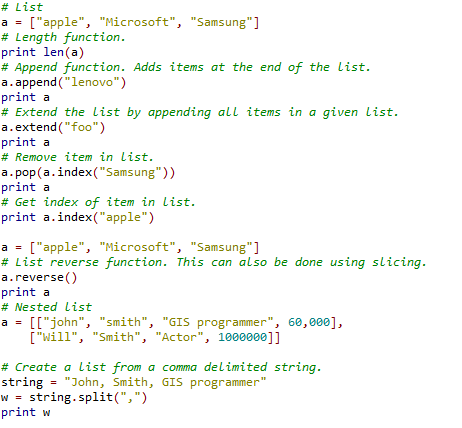 # List
a = ["apple", "Microsoft", "Samsung"]
# Length function.
print len(a)
# Append function. Adds items at the end of the list.
a.append("lenovo")
print a
# Extend the list by appending all items in a given list.
a.extend("foo")
print a
# Remove item in list.
a.pop(a.index("Samsung"))
print a
# Get index of item in list.
print a.index("apple")

a = ["apple", "Microsoft", "Samsung"]
# List reverse function. This can also be done using slicing.
a.reverse()
print a
# Nested list
a = [["john", "smith", "GIS programmer", 60,000],
    ["Will", "Smith", "Actor", 1000000]]

# Create a list from a comma delimited string.
string = "John, Smith, GIS programmer"
w = string.split(",")
print w